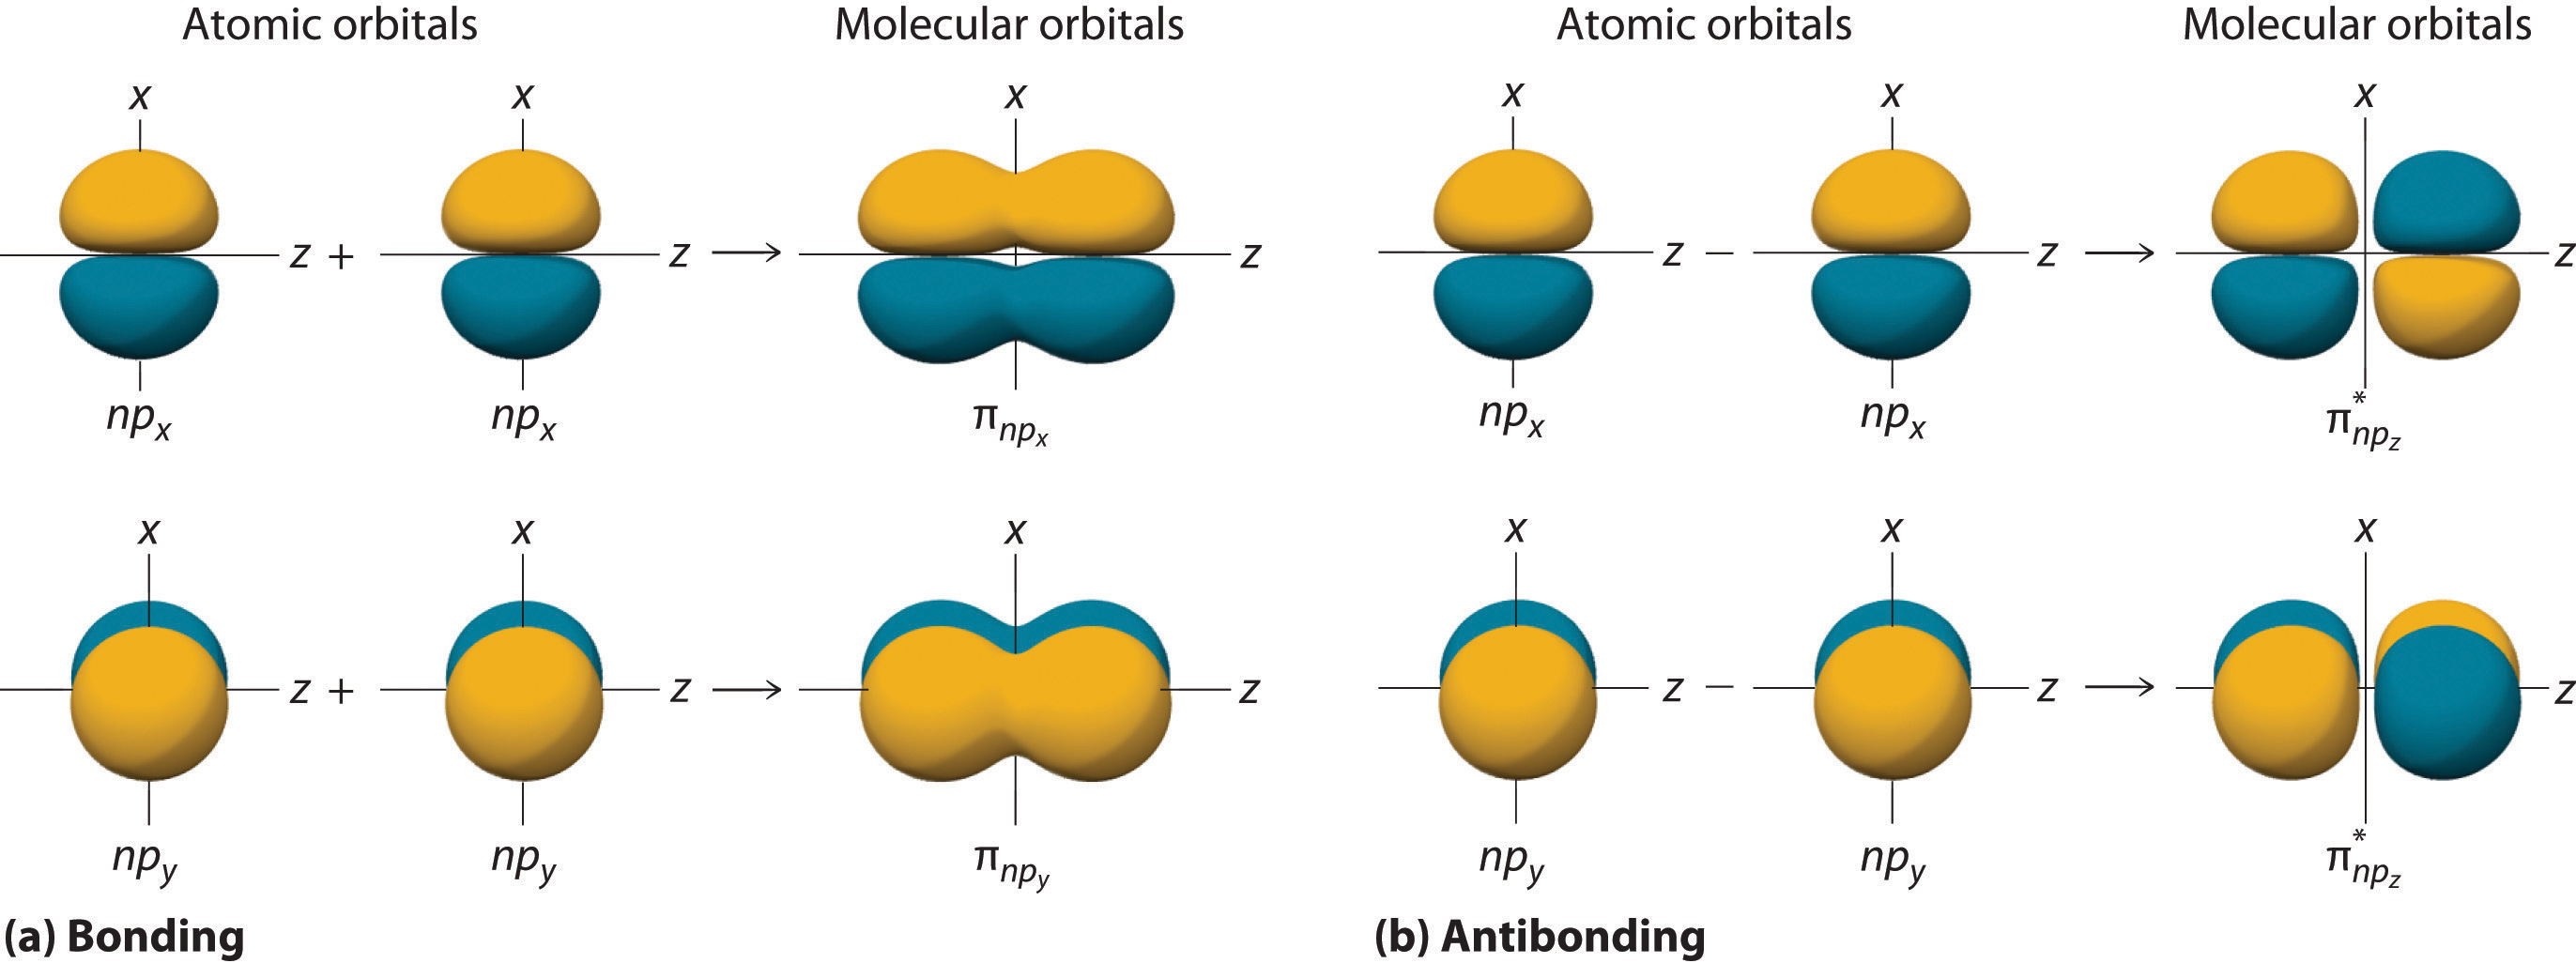 Atomic orbitals Molecular orbitals Atomic orbitals Molecular orbitals
x x x x x x
z + z → z z – z → z
npₓ npₓ πnpₓ npₓ npₓ π*npz
x x x x x x
z + z → z z – z → z
npy npy πnpy npy npy π*npz
(a) Bonding (b) Antibonding